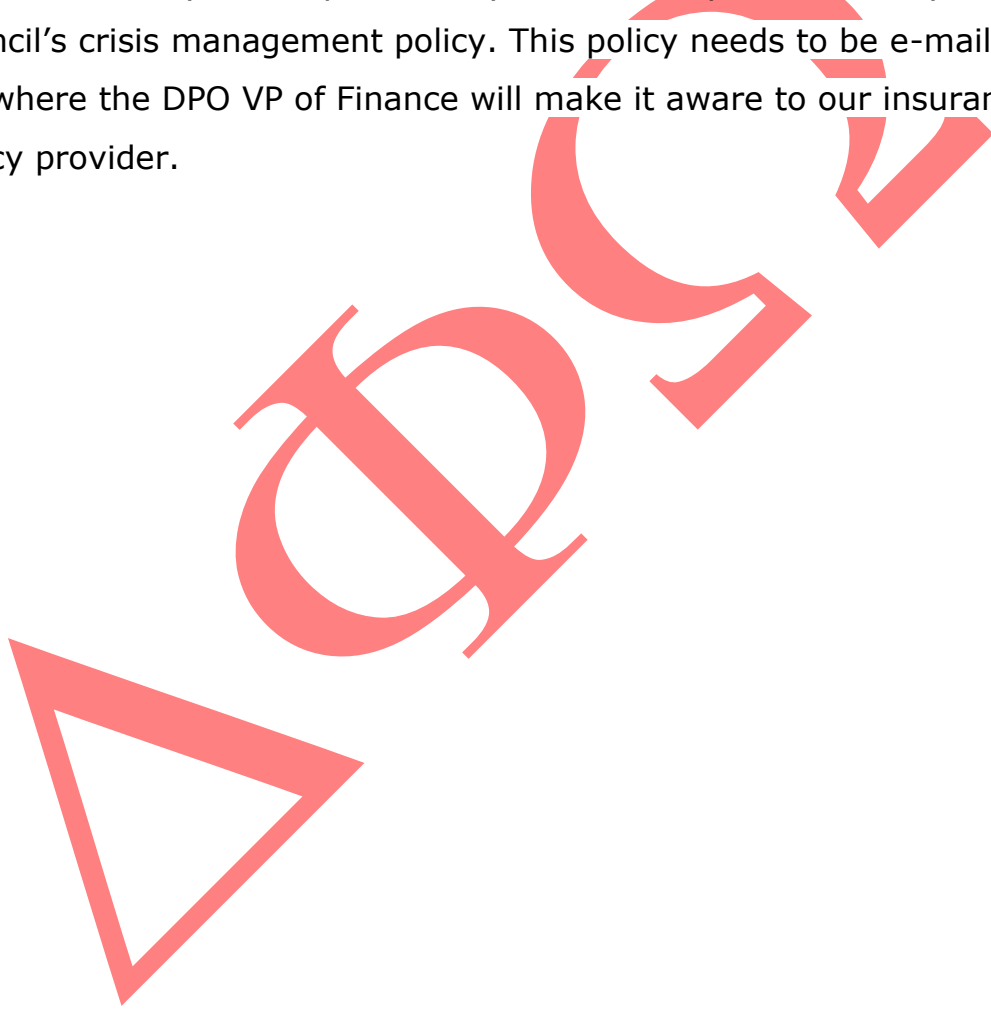 ncil’s crisis management policy. This policy needs to be e-mail
where the DPO VP of Finance will make it aware to our insuran
cy provider.
ΔΦΩ